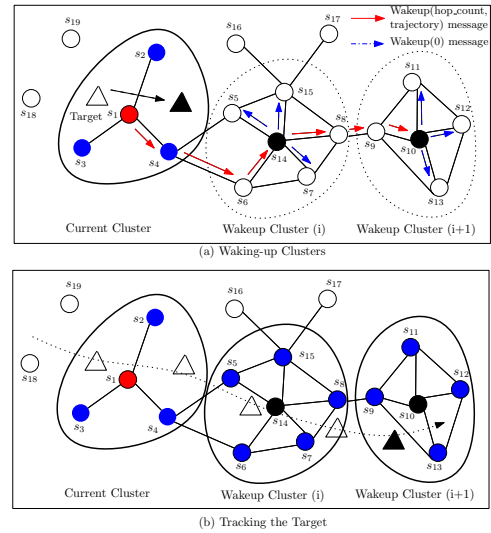 s19
s18
s2
Target
s1
s3
s4
s16
s17
Wakeup(hop_count,
trajectory) message
Wakeup(0) message
s5
s15
s8
s14
s6
s7
s11
s12
s9
s10
s13
Current Cluster
Wakeup Cluster (i)
Wakeup Cluster (i+1)
(a) Waking-up Clusters
s19
s18
s2
s1
s3
s4
s16
s17
s5
s15
s8
s14
s6
s7
s11
s12
s9
s10
s13
Current Cluster
Wakeup Cluster (i)
Wakeup Cluster (i+1)
(b) Tracking the Target